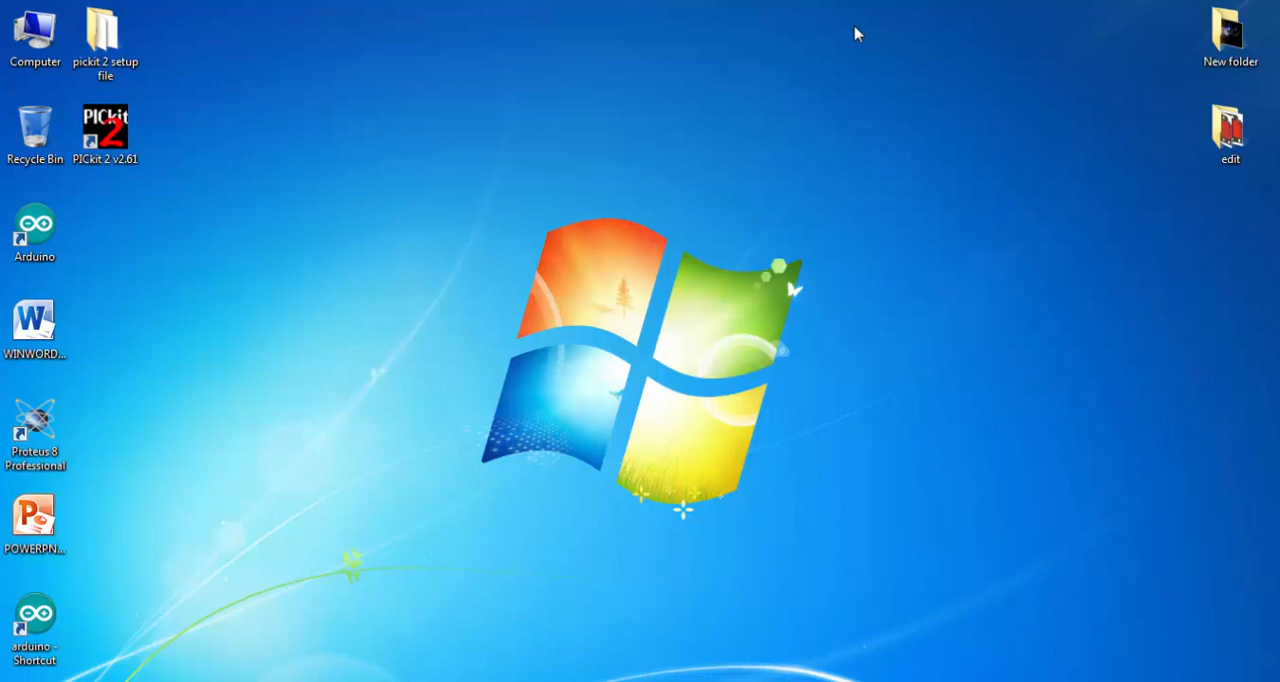 Computer
pickit 2 setup
file
New folder
PICkit
2
Recycle Bin
PICkit 2 v2.61
edit
Arduino
W
WINWORD...
Proteus 8
Professional
P
POWERPN...
arduino -
Shortcut